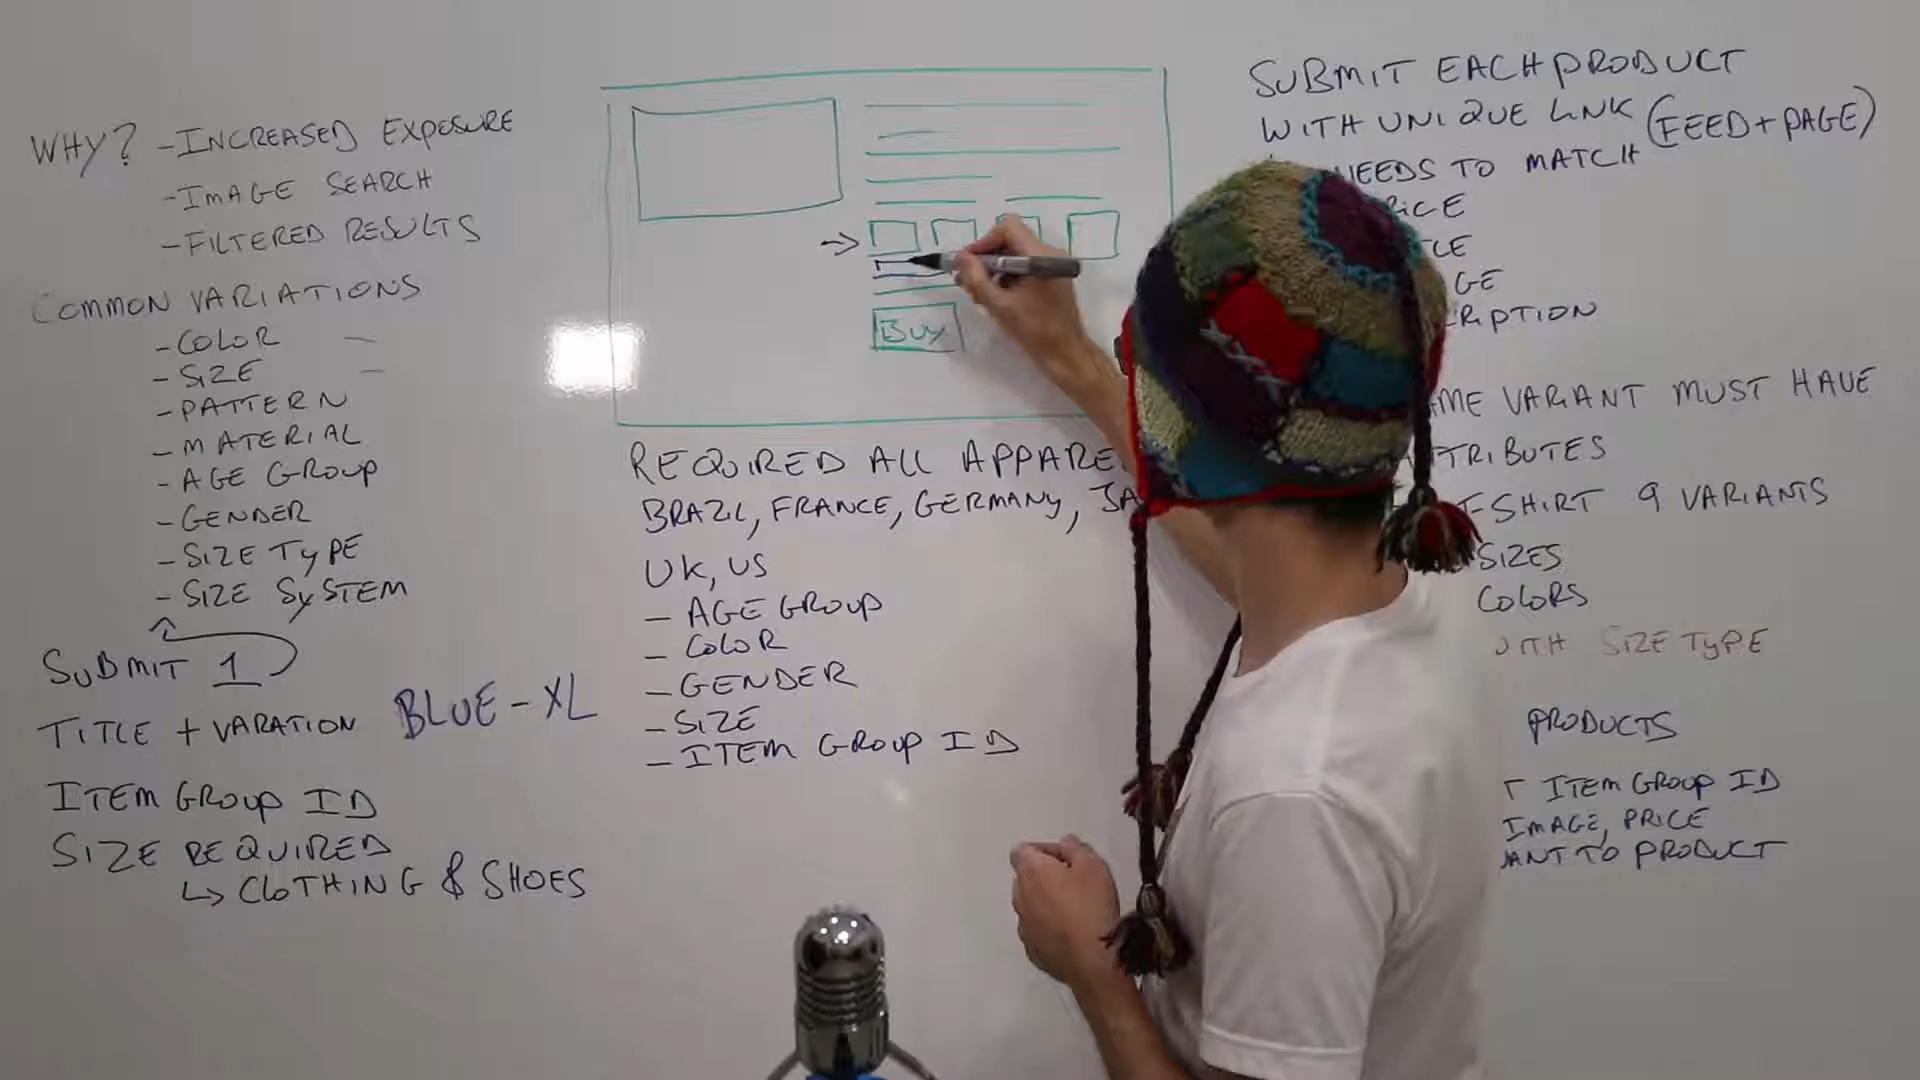 WHY? - INCREASED EXPOSURE
- IMAGE SEARCH
- FILTERED RESULTS
COMMON VARIATIONS
- COLOR
- SIZE
- PATTERN
- MATERIAL
- AGE GROUP
- GENDER
- SIZE TYPE
- SIZE SYSTEM
SUBMIT 1
TITLE + VARATION BLUE - XL
ITEM GROUP ID
SIZE REQUIRED
↳ CLOTHING & SHOES
BUY
REQUIRED ALL
BRAZIL, FRANCE, GERMANY,
UK, US
- AGE GROUP
- COLOR
- GENDER
- SIZE
- ITEM GROUP ID
SUBMIT EACH PRODUCT
WITH UNIQUE LINK (FEED + PAGE)
NEEDS TO MATCH
VARIANT MUST HAVE
T-SHIRT 9 VARIANTS
SIZES
COLORS
SIZE TYPE
PRODUCTS
ITEM GROUP ID
IMAGE, PRICE
TO PRODUCT